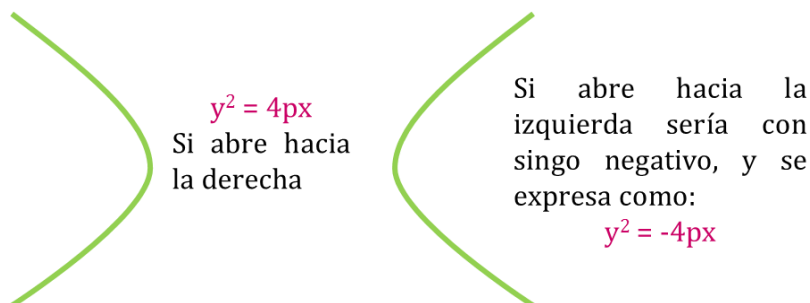 y² = 4px
Si abre hacia
la derecha
Si abre hacia la
izquierda sería con
singo negativo, y se
expresa como:
y² = -4px